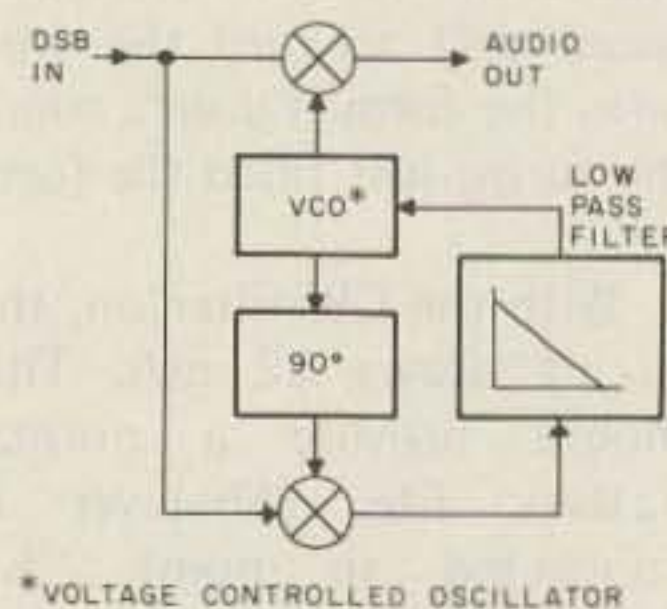 DSB
IN
AUDIO
OUT
VCO*
LOW
PASS
FILTER
90°
*VOLTAGE CONTROLLED OSCILLATOR